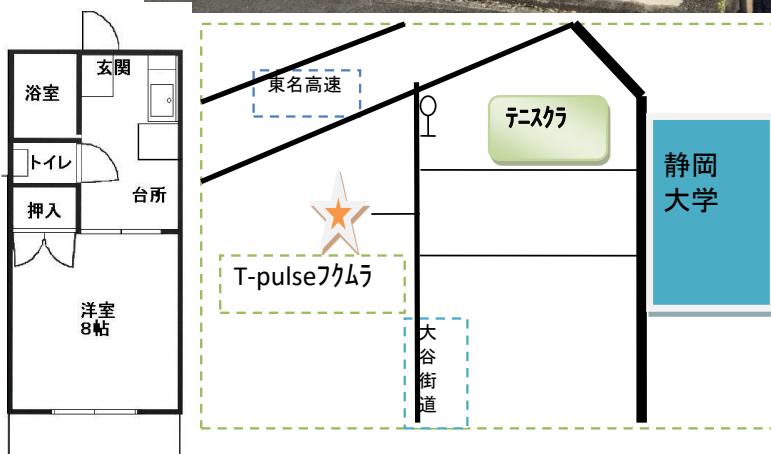 玄関
浴室
トイレ
台所
押入
洋室
8帖
東名高速
ﾃﾆｽｸﾗ
静岡
大学
T-pulseﾌｸﾑﾗ
大
谷
街
道